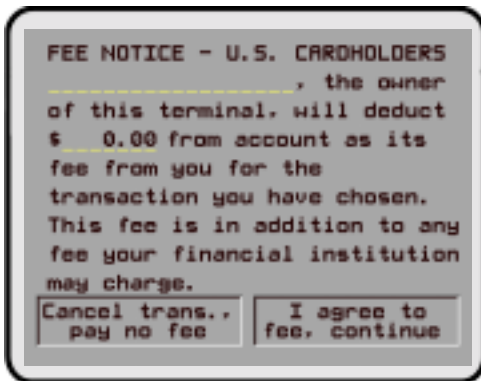 FEE NOTICE - U.S. CARDHOLDERS
____________________, the owner
of this terminal, will deduct
$___0.00 from account as its
fee from you for the
transaction you have chosen.
This fee is in addition to any
fee your financial institution
may charge.
Cancel trans.,
pay no fee
I agree to
fee, continue